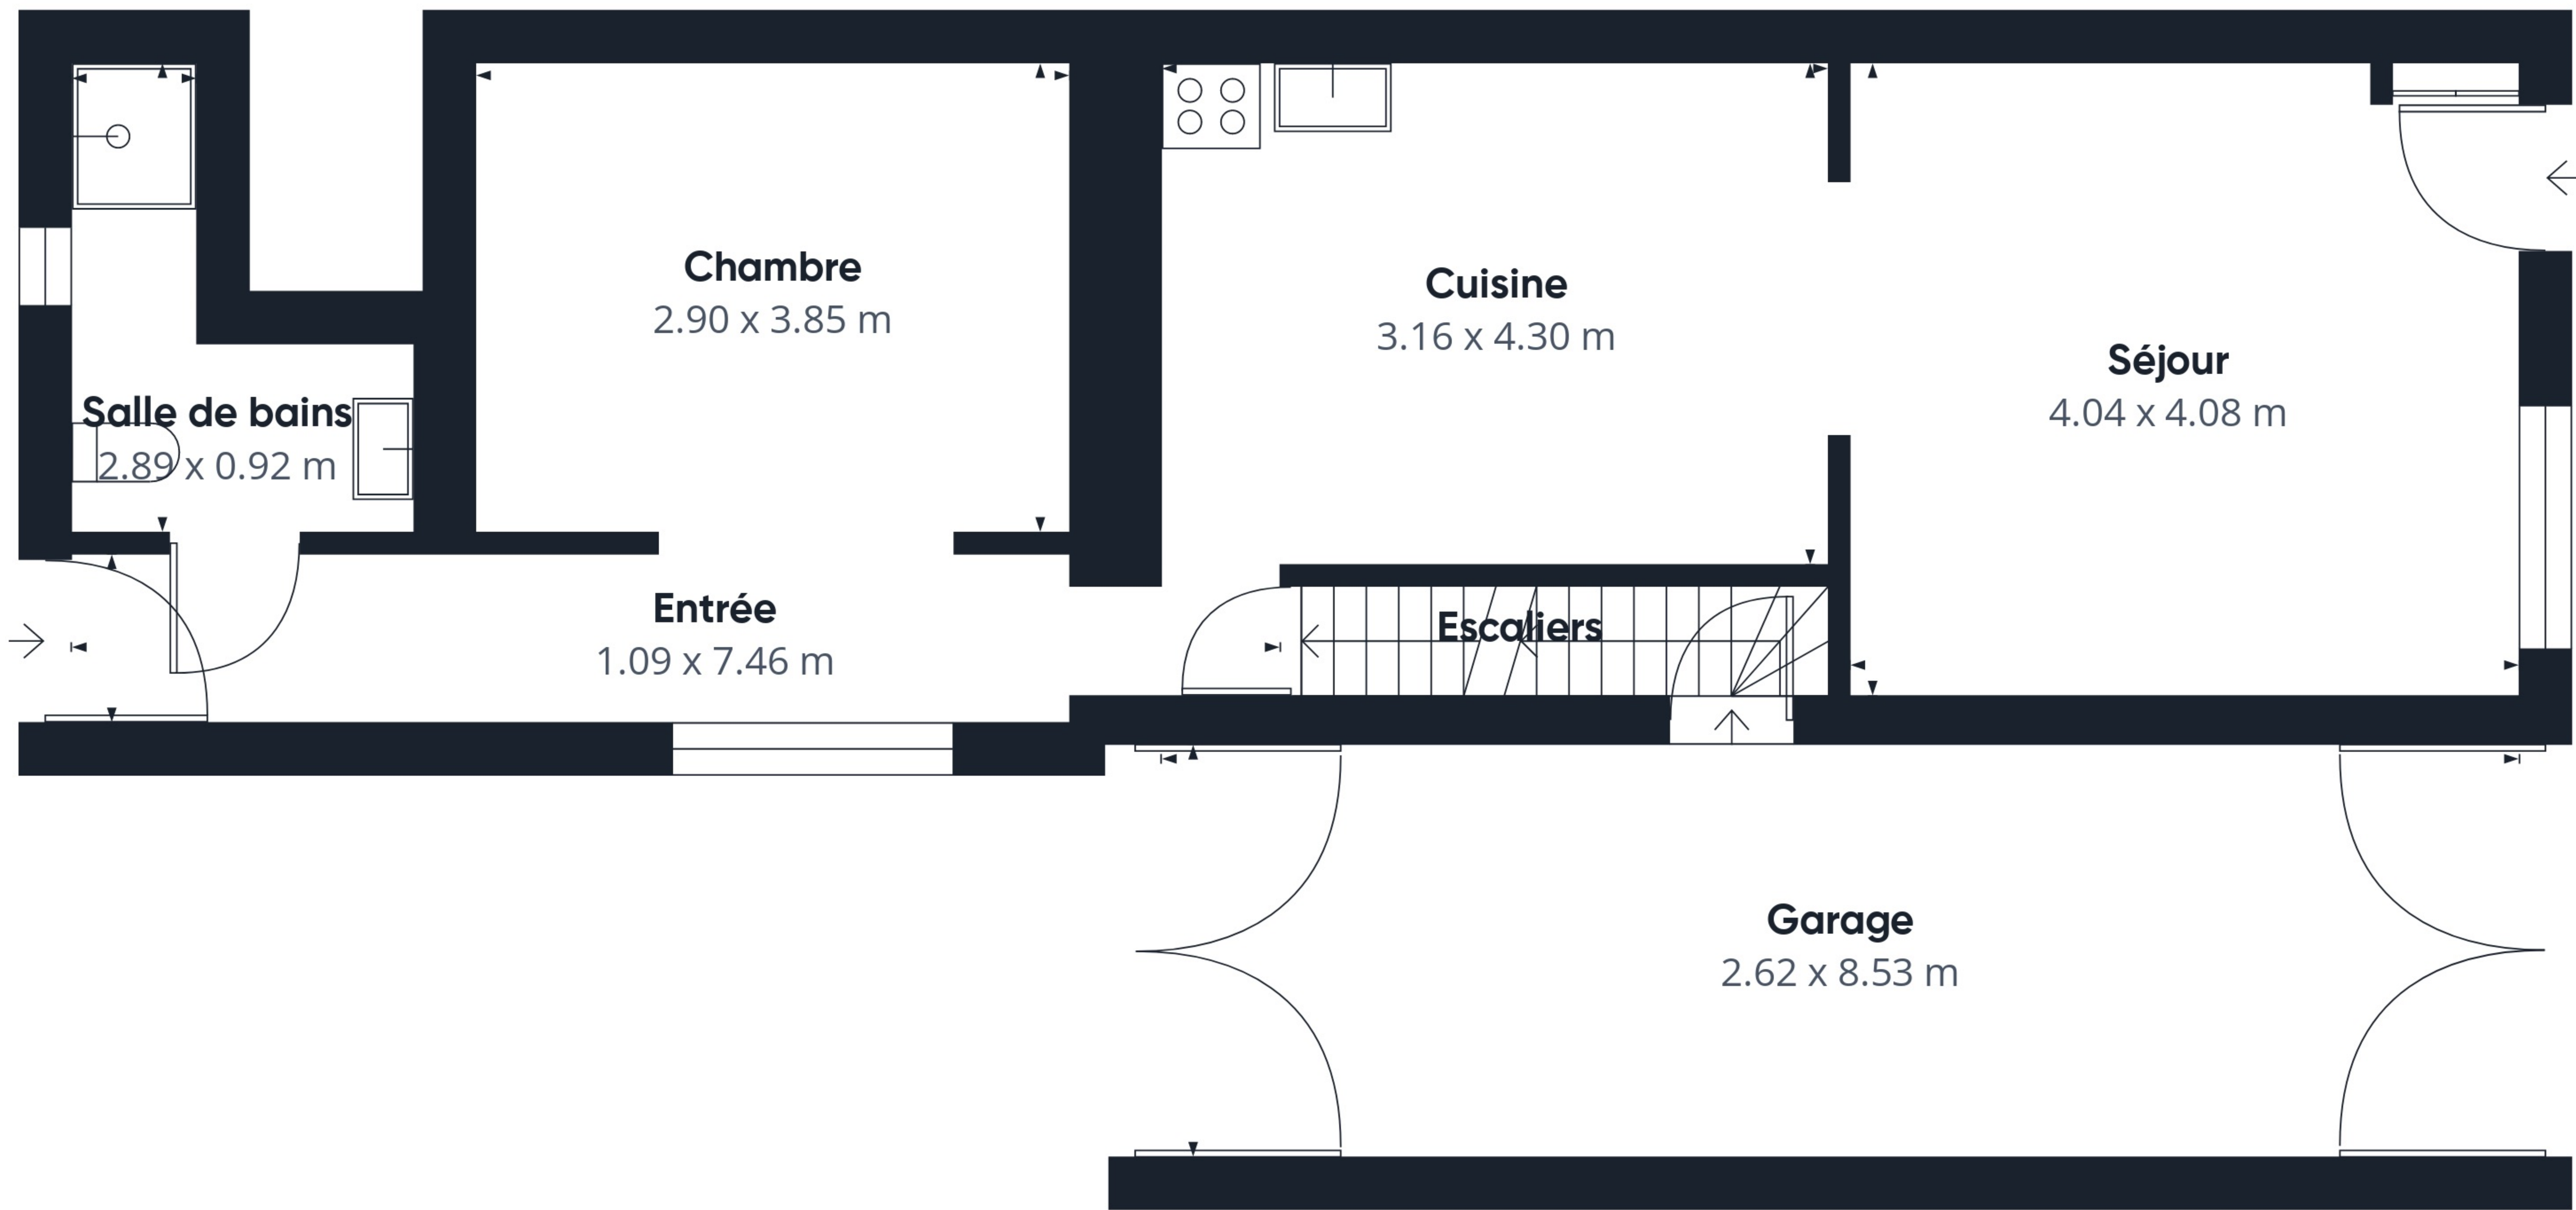 Chambre
2.90 x 3.85 m
Cuisine
3.16 x 4.30 m
Séjour
4.04 x 4.08 m
Salle de bains
2.89 x 0.92 m
Entrée
1.09 x 7.46 m
Escaliers
Garage
2.62 x 8.53 m